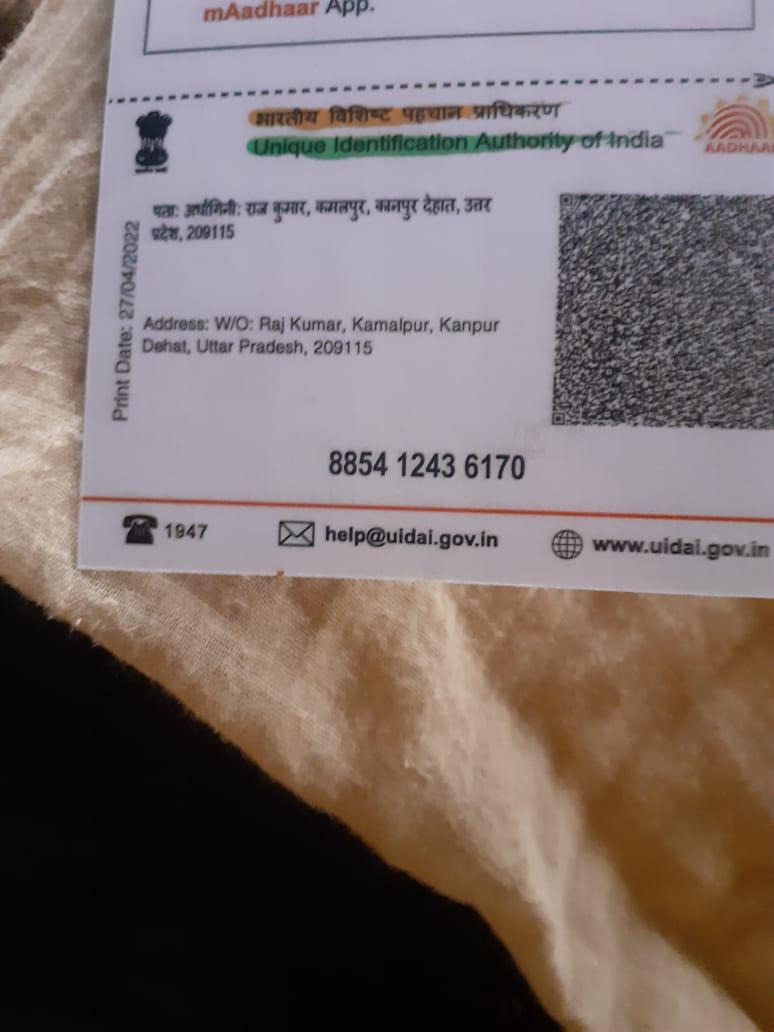 mAadhaar App.
भारतीय विशिष्ट पहचान प्राधिकरण
Unique Identification Authority of India
AADHAAR
पता: अर्धांगिनी: राज कुमार, कमलपुर, कानपुर देहात, उत्तर
प्रदेश, 209115
Print Date: 27/04/2022
Address: W/O: Raj Kumar, Kamalpur, Kanpur
Dehat, Uttar Pradesh, 209115
8854 1243 6170
1947
help@uidai.gov.in
www.uidai.gov.in